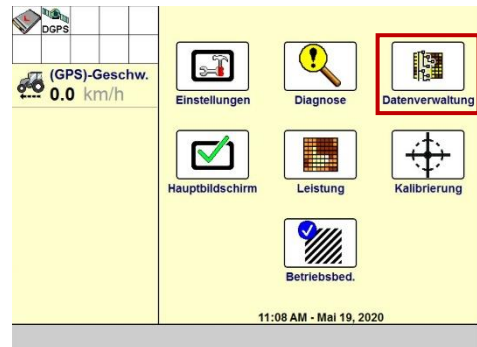 DGPS
(GPS)-Geschw.
0.0 km/h
Einstellungen
Diagnose
Datenverwaltung
Hauptbildschirm
Leistung
Kalibrierung
Betriebsbed.
11:08 AM - Mai 19, 2020